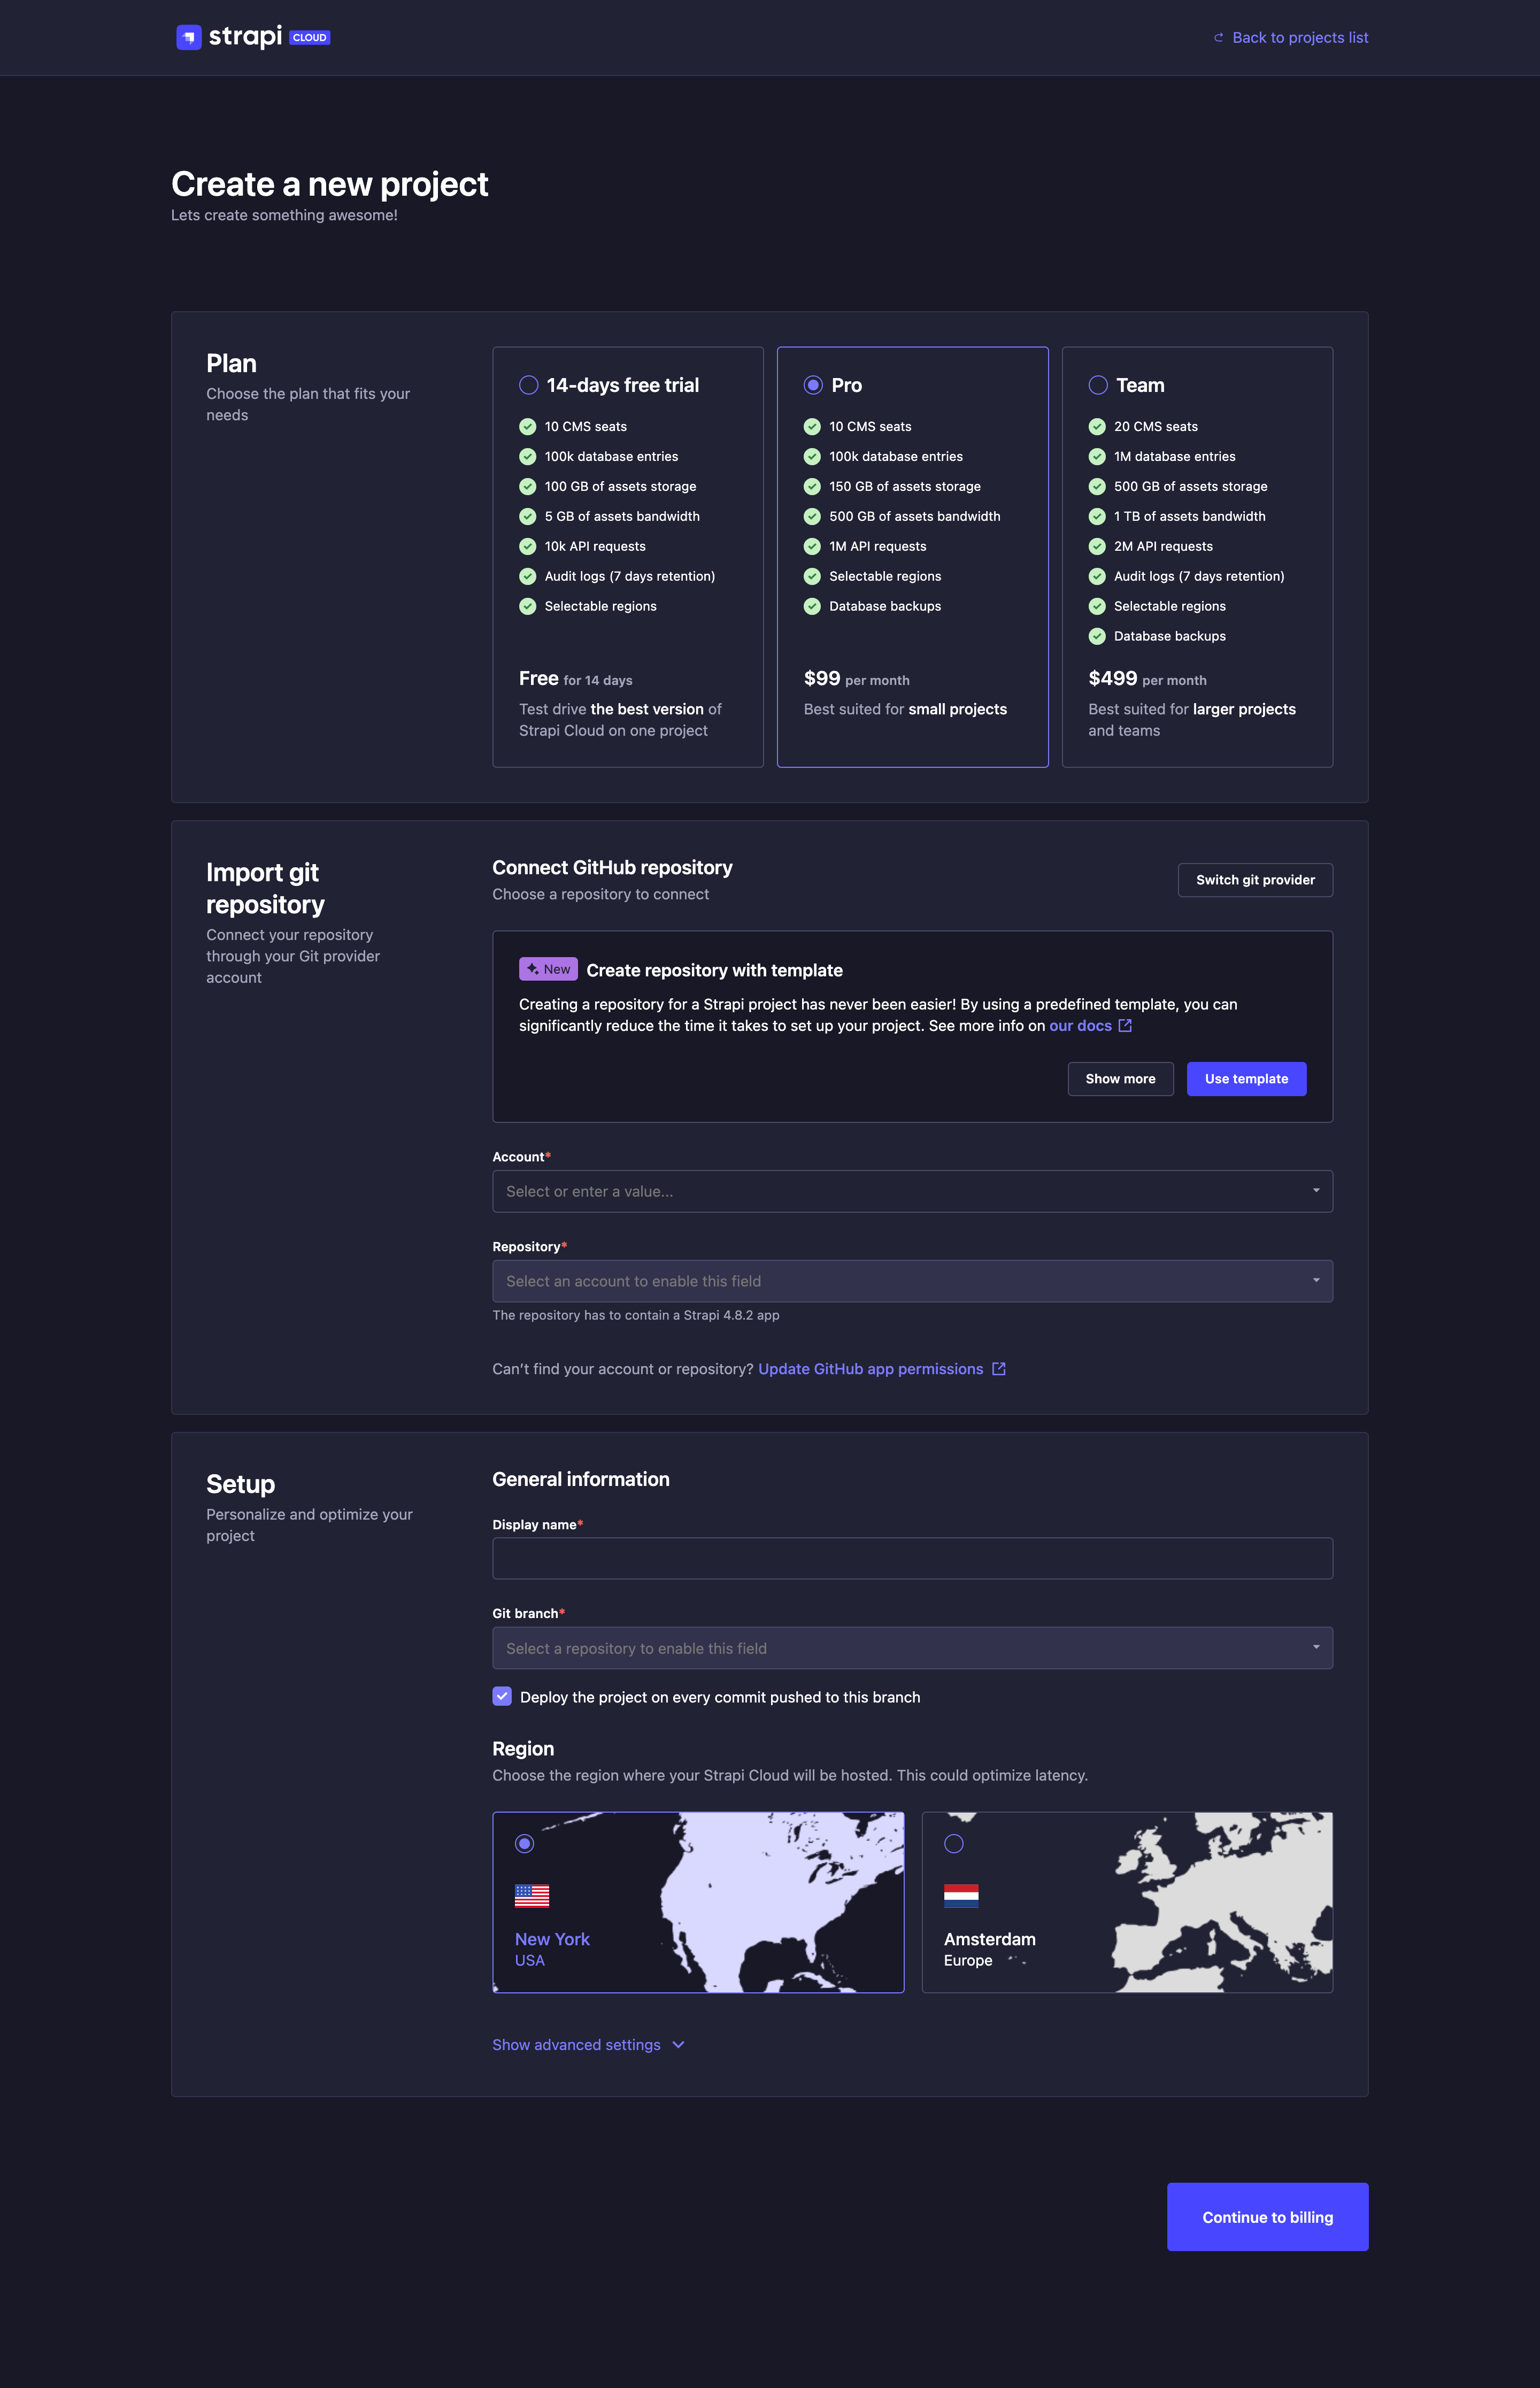 strapi CLOUD
Back to projects list
Create a new project
Lets create something awesome!
Plan
Choose the plan that fits your
needs
14-days free trial
10 CMS seats
100k database entries
100 GB of assets storage
5 GB of assets bandwidth
10k API requests
Audit logs (7 days retention)
Selectable regions
Free for 14 days
Test drive the best version of
Strapi Cloud on one project
Pro
10 CMS seats
100k database entries
150 GB of assets storage
500 GB of assets bandwidth
1M API requests
Selectable regions
Database backups
$99 per month
Best suited for small projects
Team
20 CMS seats
1M database entries
500 GB of assets storage
1 TB of assets bandwidth
2M API requests
Audit logs (7 days retention)
Selectable regions
Database backups
$499 per month
Best suited for larger projects
and teams
Import git
repository
Connect your repository
through your Git provider
account
Connect GitHub repository
Choose a repository to connect
Switch git provider
New Create repository with template
Creating a repository for a Strapi project has never been easier! By using a predefined template, you can
significantly reduce the time it takes to set up your project. See more info on our docs
Show more
Use template
Account*
Select or enter a value...
Repository*
Select an account to enable this field
The repository has to contain a Strapi 4.8.2 app
Can't find your account or repository? Update GitHub app permissions
Setup
Personalize and optimize your
project
General information
Display name*
Git branch*
Select a repository to enable this field
Deploy the project on every commit pushed to this branch
Region
Choose the region where your Strapi Cloud will be hosted. This could optimize latency.
New York
USA
Amsterdam
Europe
Show advanced settings
Continue to billing